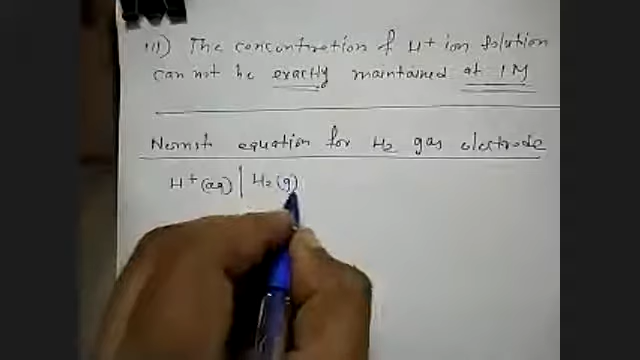 III) The concentration of H+ ion solution
can not be exactly maintained at 1M
Nernst equation for H2 gas electrode
H+(aq) | H2(g)